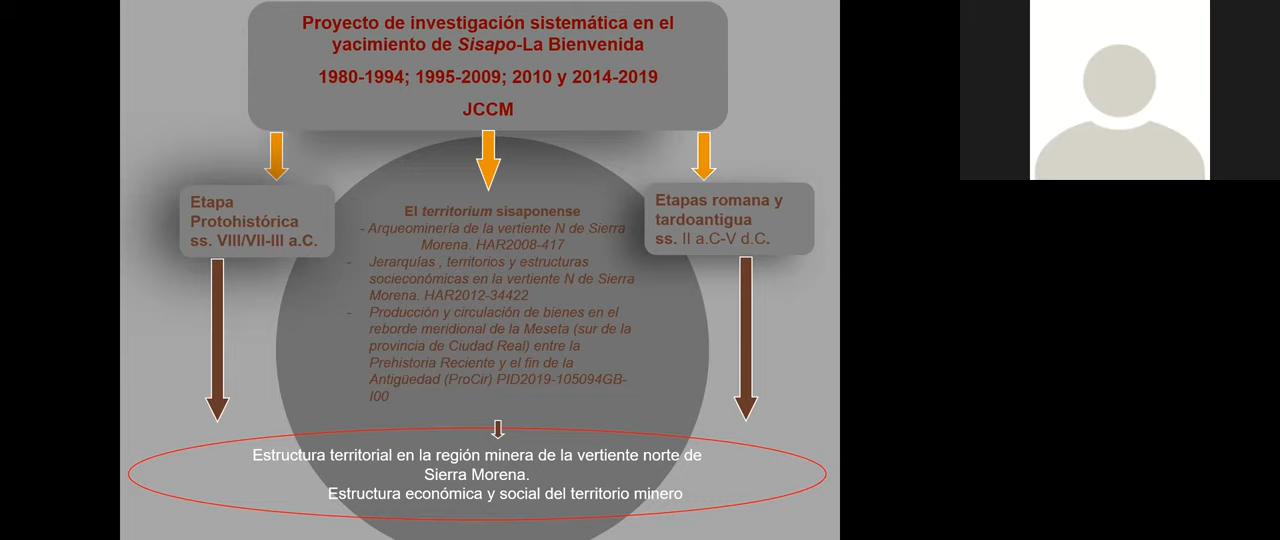 Proyecto de investigación sistemática en el
yacimiento de Sisapo-La Bienvenida
1980-1994; 1995-2009; 2010 y 2014-2019
JCCM
Etapa
Protohistórica
ss. VIII/VII-III a.C.
El territorium sisaponense
- Arqueominería de la vertiente N de Sierra
Morena. HAR2008-417
- Jerarquías , territorios y estructuras
socieconómicas en la vertiente N de Sierra
Morena. HAR2012-34422
- Producción y circulación de bienes en el
reborde meridional de la Meseta (sur de la
provincia de Ciudad Real) entre la
Prehistoria Reciente y el fin de la
Antigüedad (ProCir) PID2019-105094GB-
I00
Etapas romana y
tardoantigua
ss. II a.C-V d.C.
Estructura territorial en la región minera de la vertiente norte de
Sierra Morena.
Estructura económica y social del territorio minero